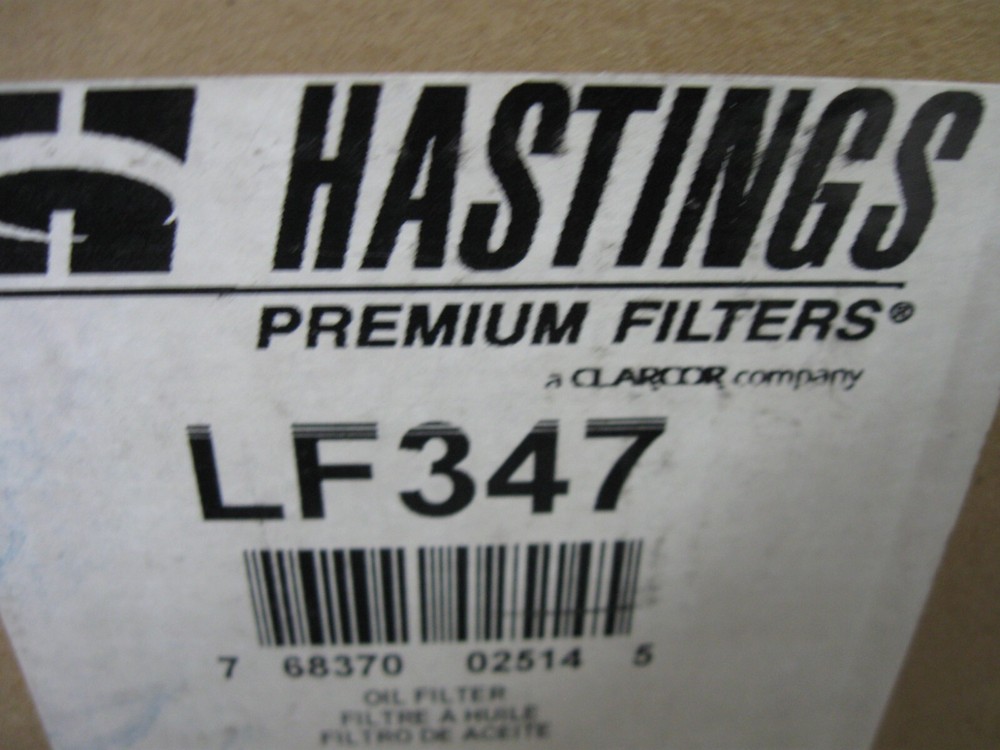 HASTINGS
PREMIUM FILTERS®
a CLARCOR company
LF347
7 68370 02514 5
OIL FILTER
FILTRE A HUILE
FILTRO DE ACEITE